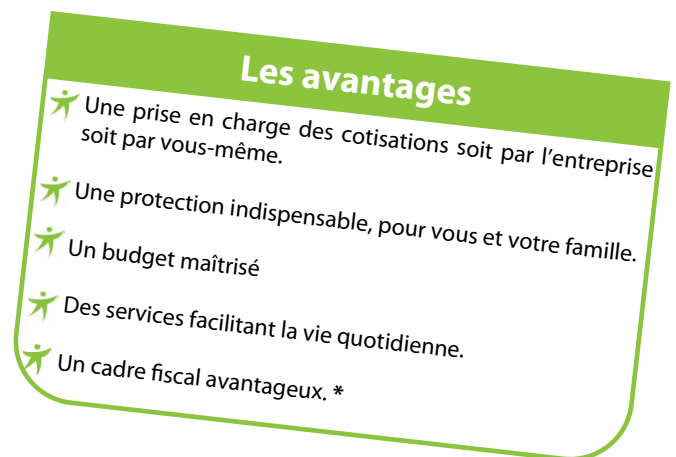 Les avantages
Une prise en charge des cotisations soit par l'entreprise
soit par vous-même.
Une protection indispensable, pour vous et votre famille.
Un budget maîtrisé
Des services facilitant la vie quotidienne.
Un cadre fiscal avantageux. *